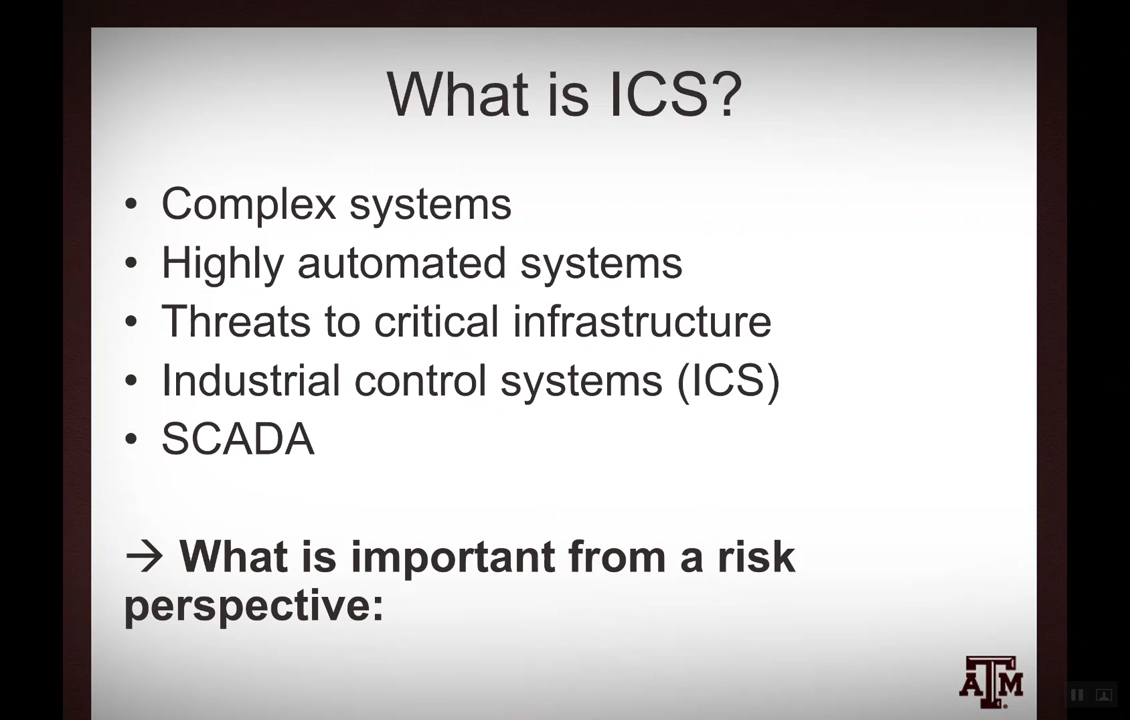 What is ICS?
• Complex systems
• Highly automated systems
• Threats to critical infrastructure
• Industrial control systems (ICS)
• SCADA
→ What is important from a risk
perspective:
ATM